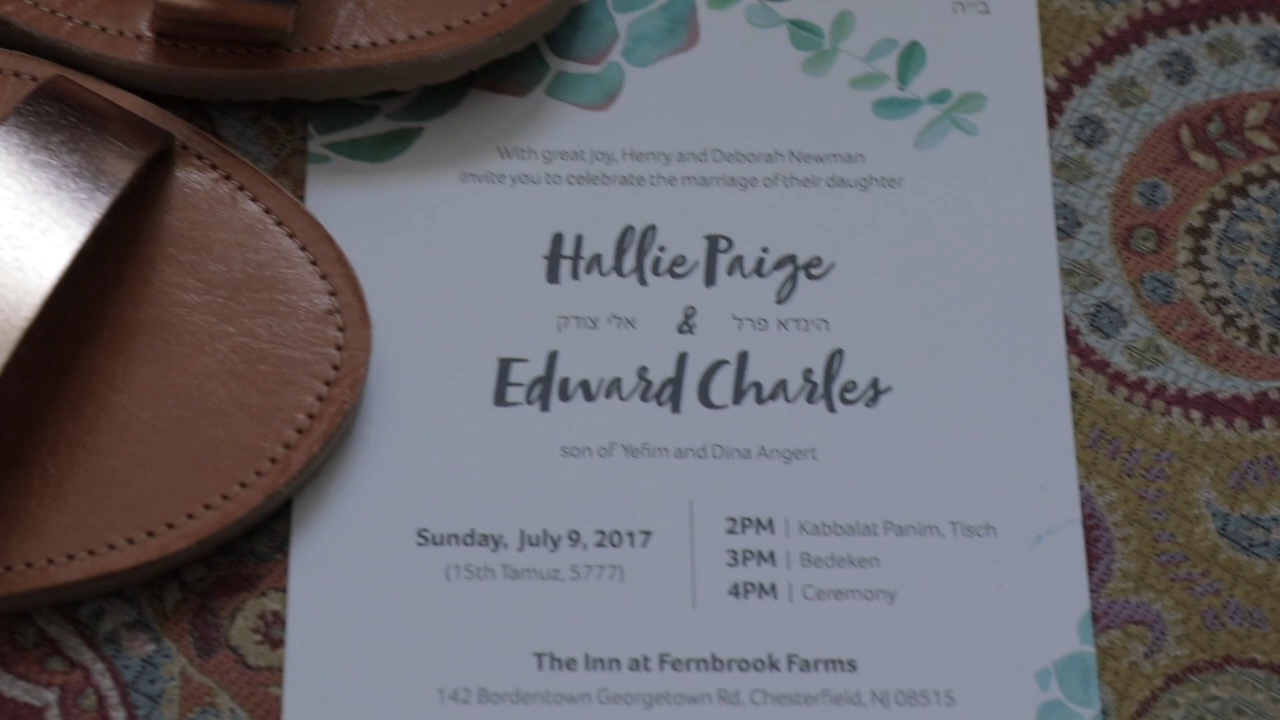 בייה
With great joy, Henry and Deborah Newman
invite you to celebrate the marriage of their daughter
Hallie Paige
אלי צודק & הינדא פרל
Edward Charles
son of Yefim and Dina Angert
Sunday, July 9, 2017
(15th Tamuz, 5777)
2PM | Kabbalat Panim, Tisch
3PM | Bedeken
4PM | Ceremony
The Inn at Fernbrook Farms
142 Bordentown Georgetown Rd. Chesterfield, NJ 08515